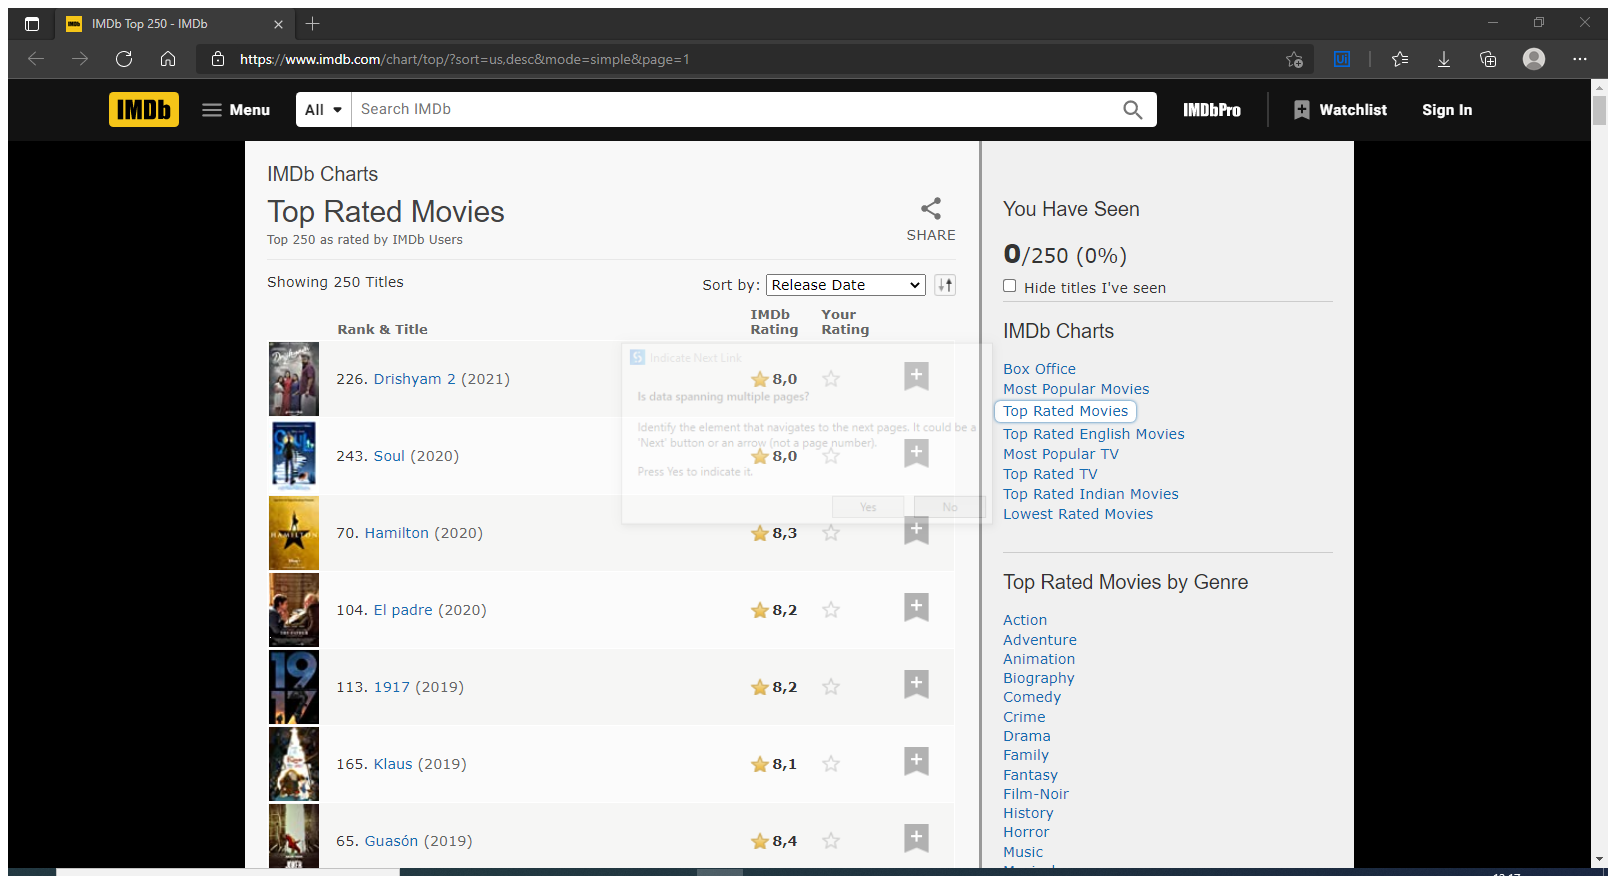 IMDb Top 250 - IMDb
https://www.imdb.com/chart/top/?sort=us,desc&mode=simple&page=1
IMDb Menu All Search IMDb IMDbPro Watchlist Sign In
IMDb Charts
Top Rated Movies
Top 250 as rated by IMDb Users
SHARE
Showing 250 Titles
Sort by: Release Date
Rank & Title IMDb Rating Your Rating
226. Drishyam 2 (2021) 8,0
243. Soul (2020) 8,0
70. Hamilton (2020) 8,3
104. El padre (2020) 8,2
113. 1917 (2019) 8,2
165. Klaus (2019) 8,1
65. Guasón (2019) 8,4
SOUL
HAMILTON
19
17
JOKER
Indicate Next Link
Is data spanning multiple pages?
Identify the element that navigates to the next pages. It could be a
'Next' button or an arrow (not a page number).
Press Yes to indicate it.
Yes No
You Have Seen
0/250 (0%)
Hide titles I've seen
IMDb Charts
Box Office
Most Popular Movies
Top Rated Movies
Top Rated English Movies
Most Popular TV
Top Rated TV
Top Rated Indian Movies
Lowest Rated Movies
Top Rated Movies by Genre
Action
Adventure
Animation
Biography
Comedy
Crime
Drama
Family
Fantasy
Film-Noir
History
Horror
Music